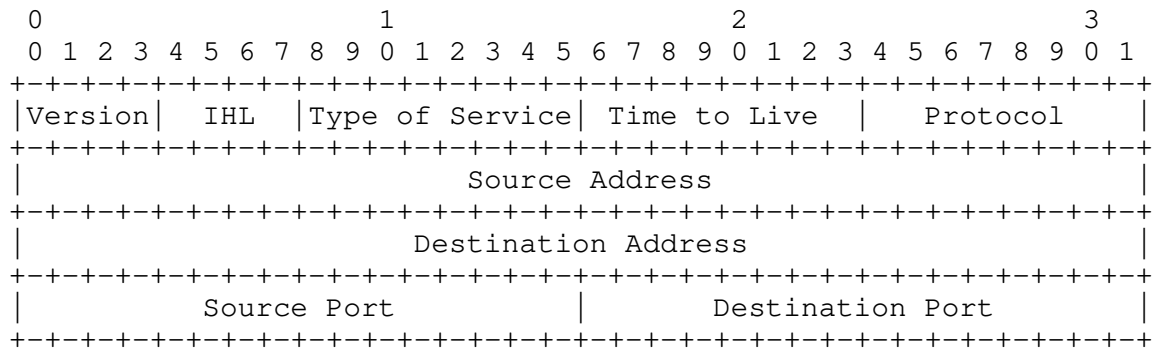 0                   1                   2                   3
 0 1 2 3 4 5 6 7 8 9 0 1 2 3 4 5 6 7 8 9 0 1 2 3 4 5 6 7 8 9 0 1
+-+-+-+-+-+-+-+-+-+-+-+-+-+-+-+-+-+-+-+-+-+-+-+-+-+-+-+-+-+-+-+-+
|Version|  IHL  |Type of Service| Time to Live  |   Protocol    |
+-+-+-+-+-+-+-+-+-+-+-+-+-+-+-+-+-+-+-+-+-+-+-+-+-+-+-+-+-+-+-+-+
|                         Source Address                        |
+-+-+-+-+-+-+-+-+-+-+-+-+-+-+-+-+-+-+-+-+-+-+-+-+-+-+-+-+-+-+-+-+
|                      Destination Address                      |
+-+-+-+-+-+-+-+-+-+-+-+-+-+-+-+-+-+-+-+-+-+-+-+-+-+-+-+-+-+-+-+-+
|          Source Port          |       Destination Port        |
+-+-+-+-+-+-+-+-+-+-+-+-+-+-+-+-+-+-+-+-+-+-+-+-+-+-+-+-+-+-+-+-+